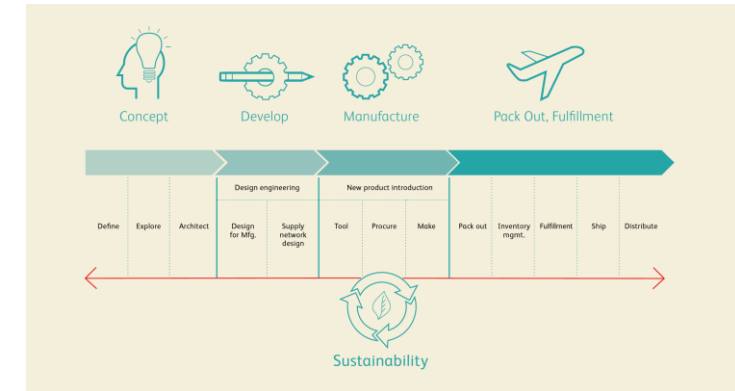 Concept
Develop
Manufacture
Pack Out, Fulfillment
Design engineering
New product introduction
Define
Explore
Architect
Design
for Mfg.
Supply
network
design
Tool
Procure
Make
Pack out
Inventory
mgmt.
Fulfillment
Ship
Distribute
Sustainability